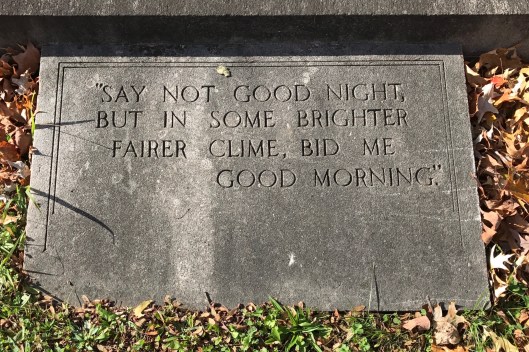 "SAY NOT GOOD NIGHT,
BUT IN SOME BRIGHTER
FAIRER CLIME, BID ME
GOOD MORNING."